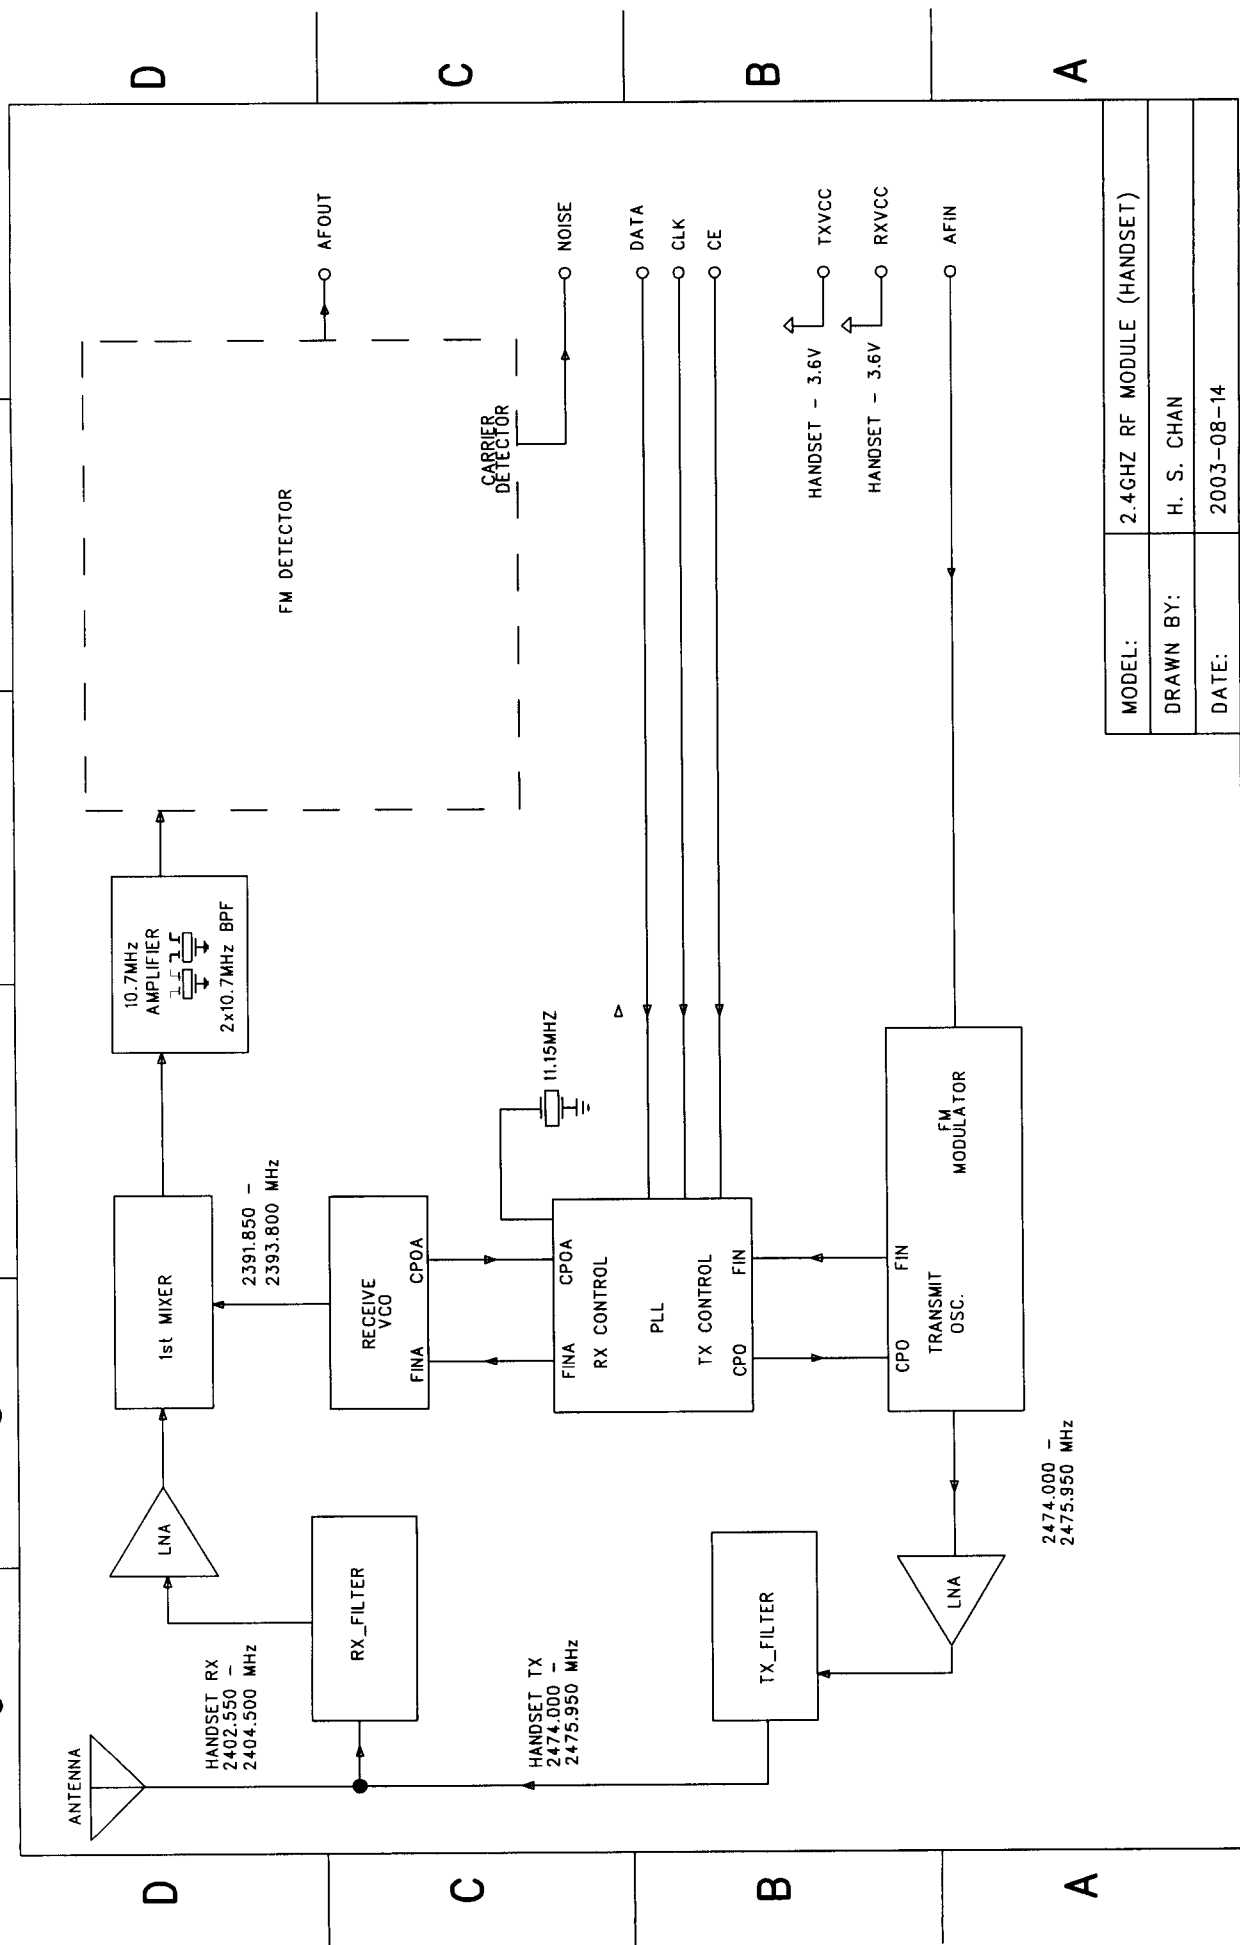 D
C
B
A
ANTENNA
HANDSET RX
2402.550 –
2404.500 MHz
RX_FILTER
LNA
1st MIXER
2391.850 –
2393.800 MHz
10.7MHz
AMPLIFIER
2x10.7MHz BPF
FM DETECTOR
CARRIER
DETECTOR
AFOUT
NOISE
RECEIVE
VCO
FINA
CPOA
11.15MHZ
FINA
CPOA
RX CONTROL
PLL
TX CONTROL
CPO
FIN
DATA
CLK
CE
HANDSET – 3.6V
TXVCC
HANDSET – 3.6V
RXVCC
AFIN
HANDSET TX
2474.000 –
2475.950 MHz
TX_FILTER
LNA
2474.000 –
2475.950 MHz
CPO
FIN
TRANSMIT
OSC.
FM
MODULATOR
D
C
B
A
MODEL: 2.4GHZ RF MODULE (HANDSET)
DRAWN BY: H. S. CHAN
DATE: 2003-08-14